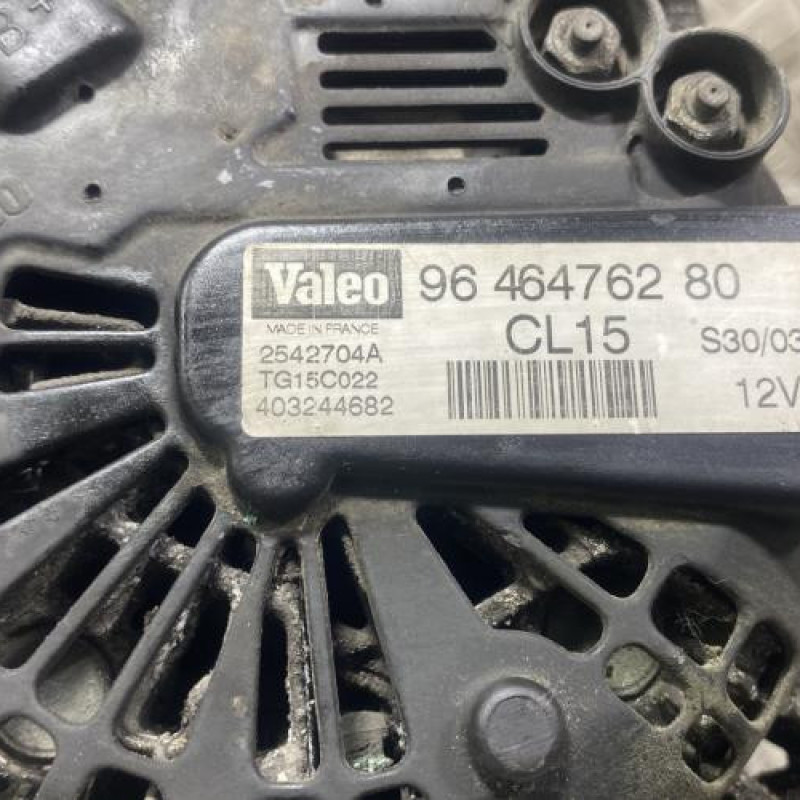 Valeo 96 464762 80
MADE IN FRANCE CL15 S30/03
2542704A
TG15C022 12V
403244682